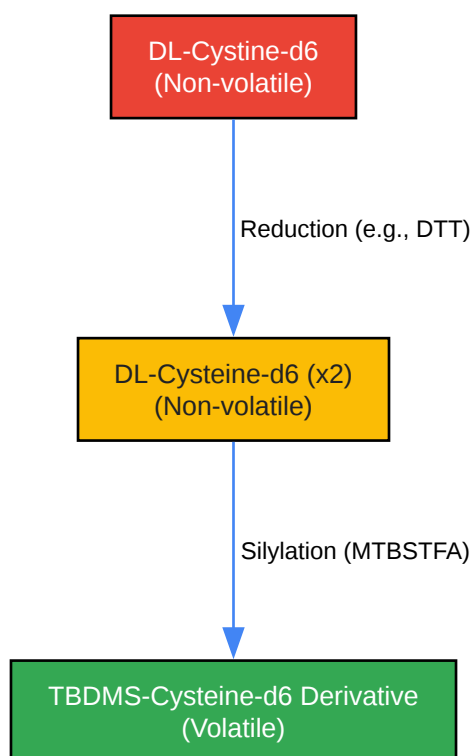 DL-Cystine-d6
(Non-volatile)
Reduction (e.g., DTT)
DL-Cysteine-d6 (x2)
(Non-volatile)
Silylation (MTBSTFA)
TBDMS-Cysteine-d6 Derivative
(Volatile)